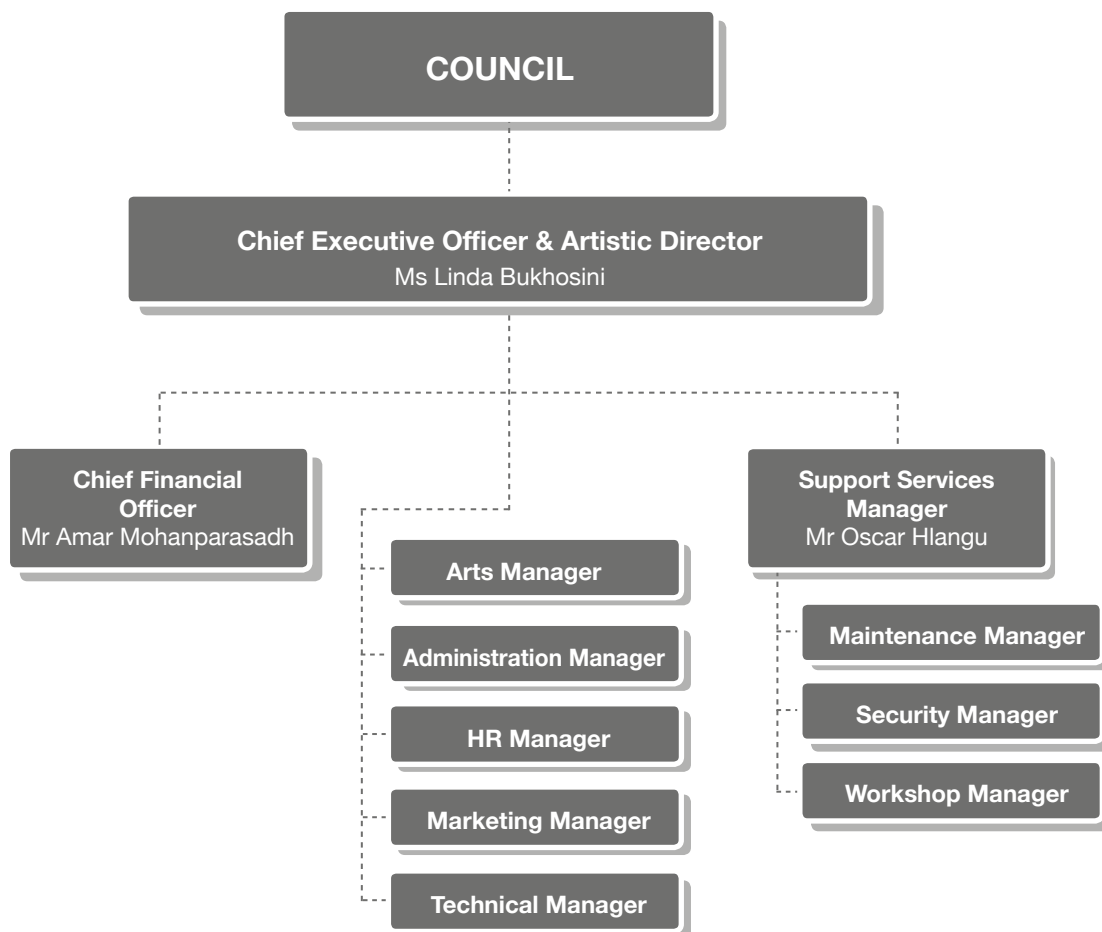 COUNCIL
Chief Executive Officer & Artistic Director
Ms Linda Bukhosini
Chief Financial
Officer
Mr Amar Mohanparasadh
Arts Manager
Administration Manager
HR Manager
Marketing Manager
Technical Manager
Support Services
Manager
Mr Oscar Hlangu
Maintenance Manager
Security Manager
Workshop Manager